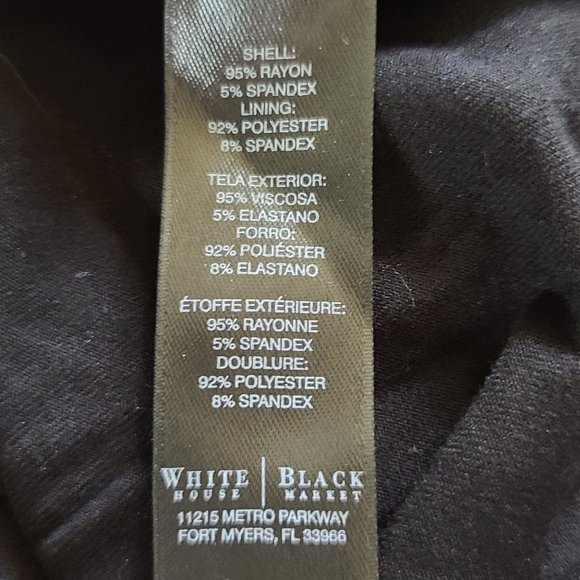 SHELL:
95% RAYON
5% SPANDEX
LINING:
92% POLYESTER
8% SPANDEX
TELA EXTERIOR:
95% VISCOSA
5% ELASTANO
FORRO:
92% POLIÉSTER
8% ELASTANO
ÉTOFFE EXTÉRIEURE:
95% RAYONNE
5% SPANDEX
DOUBLURE:
92% POLYESTER
8% SPANDEX
WHITE | BLACK
HOUSE MARKET
11215 METRO PARKWAY
FORT MYERS, FL 33966